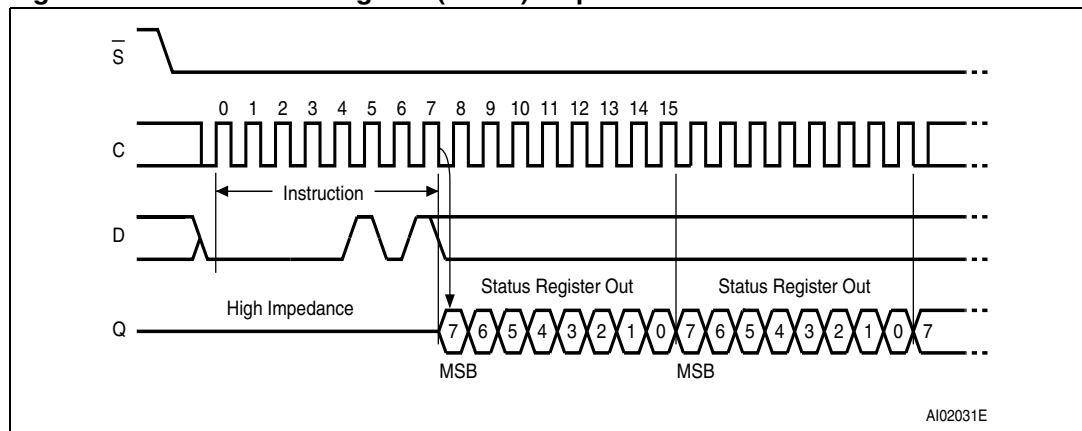 S
0 1 2 3 4 5 6 7 8 9 10 11 12 13 14 15
C
Instruction
D
Status Register Out Status Register Out
High Impedance
Q 7 6 5 4 3 2 1 0 7 6 5 4 3 2 1 0 7
MSB MSB
AI02031E